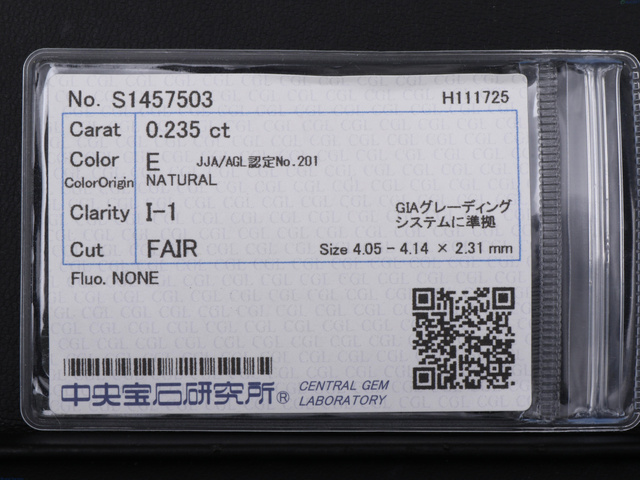 No. S1457503 H111725
Carat 0.235 ct
Color E JJA/AGL認定No.201
ColorOrigin NATURAL
Clarity I-1 GIAグレーディング
システムに準拠
Cut FAIR Size 4.05 - 4.14 × 2.31 mm
Fluo. NONE
中央宝石研究所® CENTRAL GEM
LABORATORY